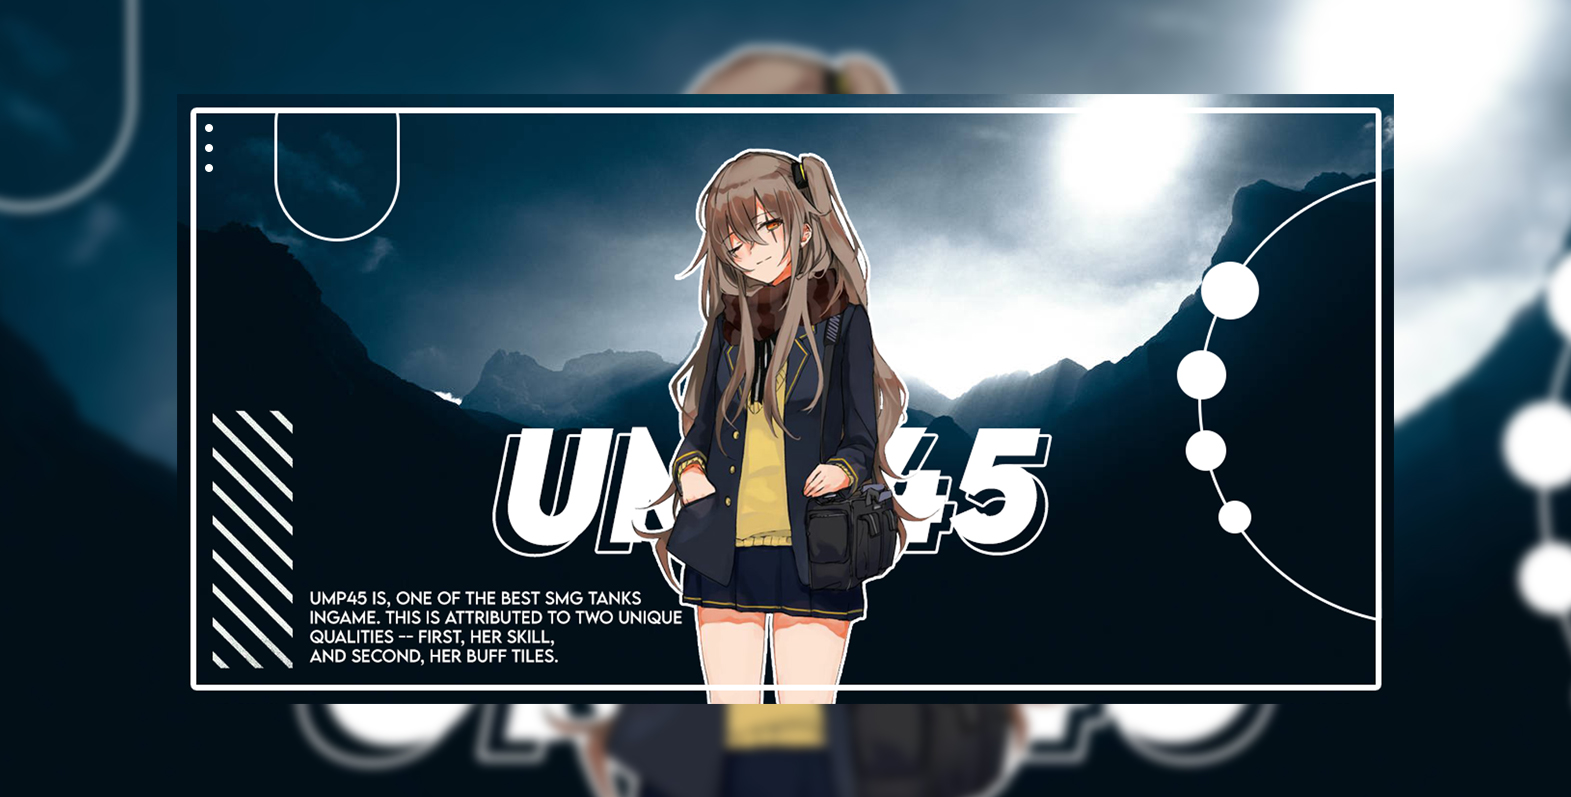 UMP45
UMP45 IS, ONE OF THE BEST SMG TANKS
INGAME. THIS IS ATTRIBUTED TO TWO UNIQUE
QUALITIES -- FIRST, HER SKILL,
AND SECOND, HER BUFF TILES.